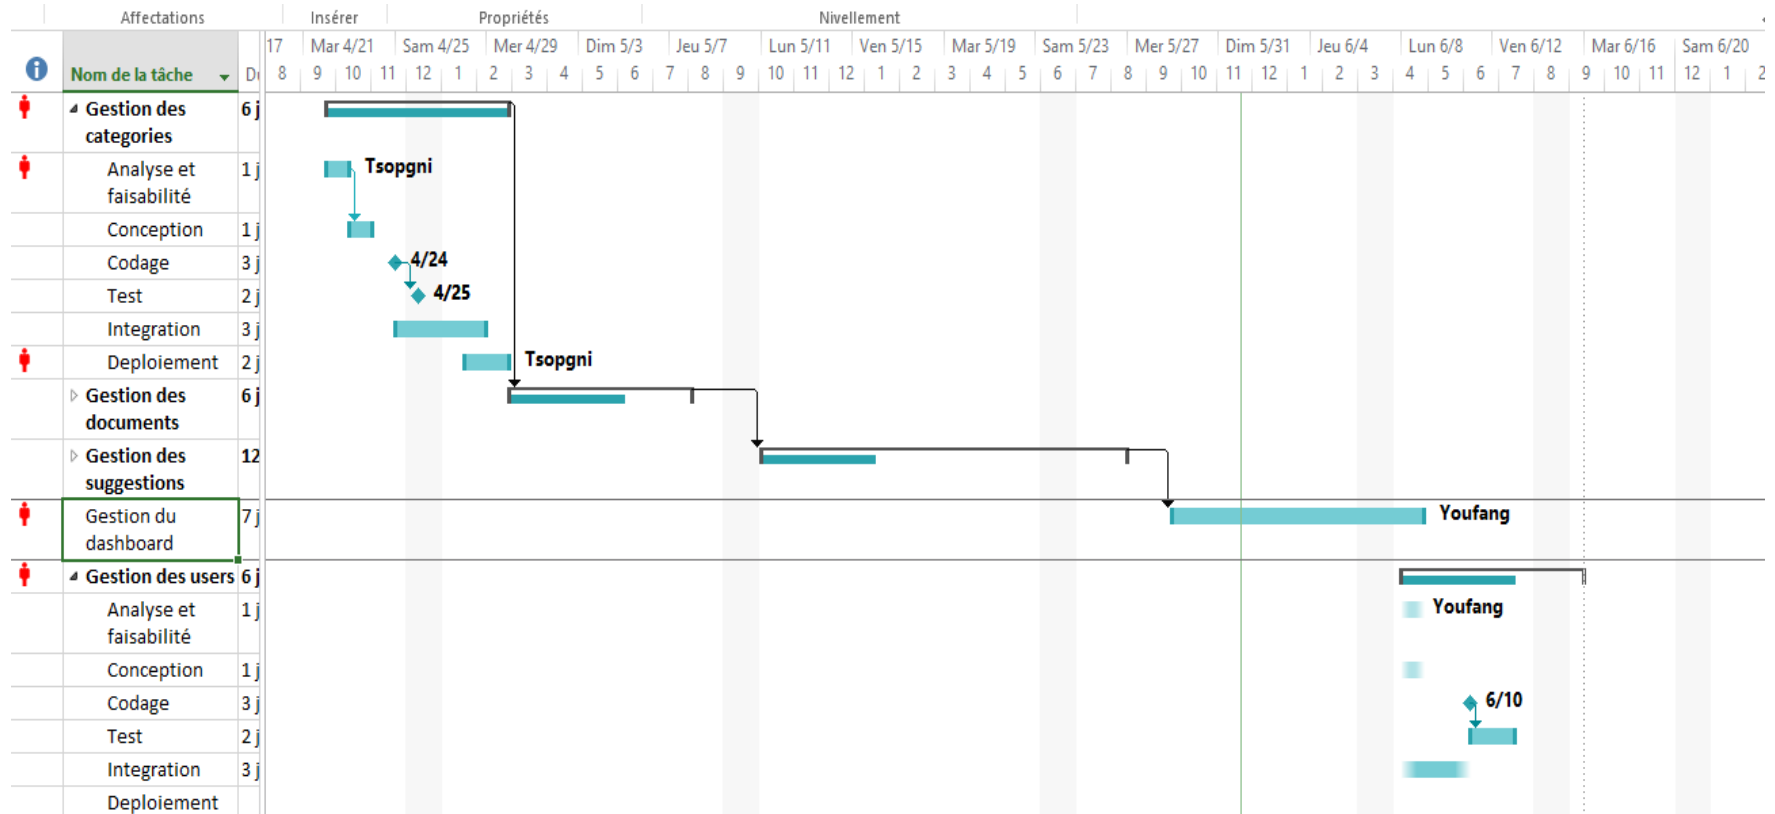 Affectations Insérer Propriétés Nivellement
17 Mar 4/21 Sam 4/25 Mer 4/29 Dim 5/3 Jeu 5/7 Lun 5/11 Ven 5/15 Mar 5/19 Sam 5/23 Mer 5/27 Dim 5/31 Jeu 6/4 Lun 6/8 Ven 6/12 Mar 6/16 Sam 6/20
Nom de la tâche 8 9 10 11 12 1 2 3 4 5 6 7 8 9 10 11 12 1 2 3 4 5 6 7 8 9 10 11 12 1 2 3 4 5 6 7 8 9 10 11 12 1 2
Gestion des 6 j
categories
Analyse et 1 j Tsopgni
faisabilité
Conception 1 j
Codage 3 j 4/24
Test 2 j 4/25
Integration 3 j
Deploiement 2 j Tsopgni
Gestion des 6 j
documents
Gestion des 12
suggestions
Gestion du 7 j Youfang
dashboard
Gestion des users 6 j
Analyse et 1 j Youfang
faisabilité
Conception 1 j
Codage 3 j 6/10
Test 2 j
Integration 3 j
Deploiement